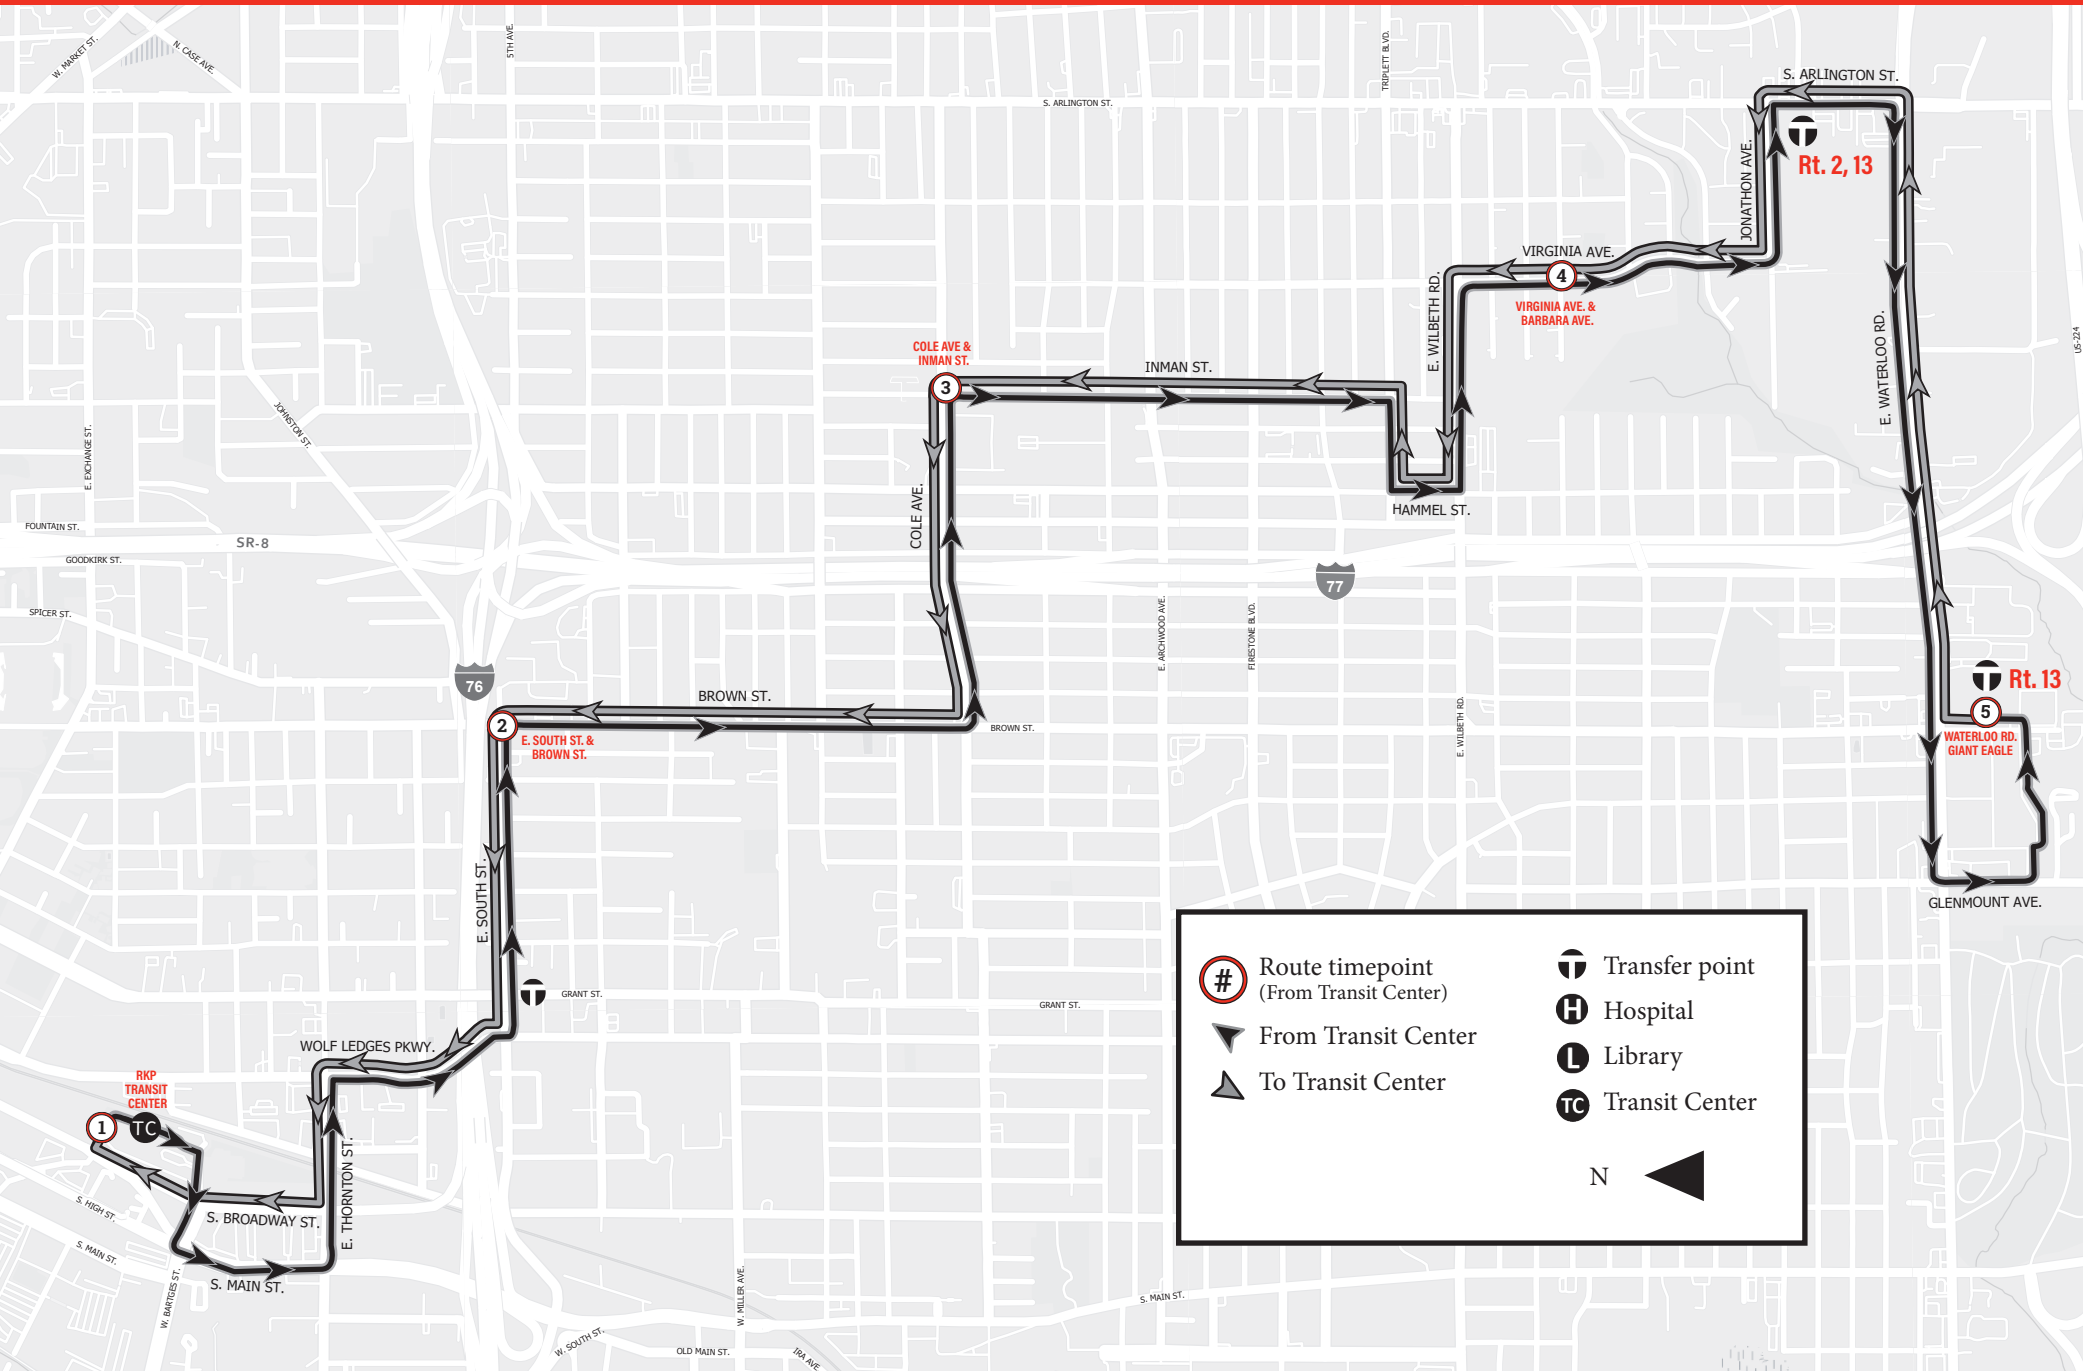 W. MARKET ST.
N. CASE AVE.
5TH AVE.
TRIPLETT BLVD.
S. ARLINGTON ST.
S. ARLINGTON ST.
Rt. 2, 13
JONATHON AVE.
VIRGINIA AVE.
4
VIRGINIA AVE. &
BARBARA AVE.
E. WILBETH RD.
E. WATERLOO RD.
US-224
COLE AVE &
INMAN ST.
3
INMAN ST.
HAMMEL ST.
COLE AVE.
JOHNSTON ST.
E. EXCHANGE ST.
FOUNTAIN ST.
SR-8
GOODKIRK ST.
SPICER ST.
77
76
E. ARCHWOOD AVE.
FIRESTONE BLVD.
E. WILBETH RD.
BROWN ST.
BROWN ST.
2
E. SOUTH ST. &
BROWN ST.
Rt. 13
5
WATERLOO RD.
GIANT EAGLE
GLENMOUNT AVE.
E. SOUTH ST.
GRANT ST.
GRANT ST.
WOLF LEDGES PKWY.
RKP
TRANSIT
CENTER
1
TC
E. THORNTON ST.
S. BROADWAY ST.
S. HIGH ST.
S. MAIN ST.
S. MAIN ST.
W. BARTGES ST.
W. MILLER AVE.
W. SOUTH ST.
OLD MAIN ST.
IRA AVE.
S. MAIN ST.
#
Route timepoint
(From Transit Center)
From Transit Center
To Transit Center
T
Transfer point
H
Hospital
L
Library
TC
Transit Center
N